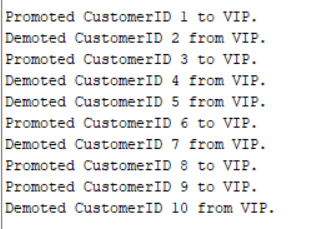 Promoted CustomerID 1 to VIP.
Demoted CustomerID 2 from VIP.
Promoted CustomerID 3 to VIP.
Demoted CustomerID 4 from VIP.
Demoted CustomerID 5 from VIP.
Promoted CustomerID 6 to VIP.
Demoted CustomerID 7 from VIP.
Promoted CustomerID 8 to VIP.
Promoted CustomerID 9 to VIP.
Demoted CustomerID 10 from VIP.